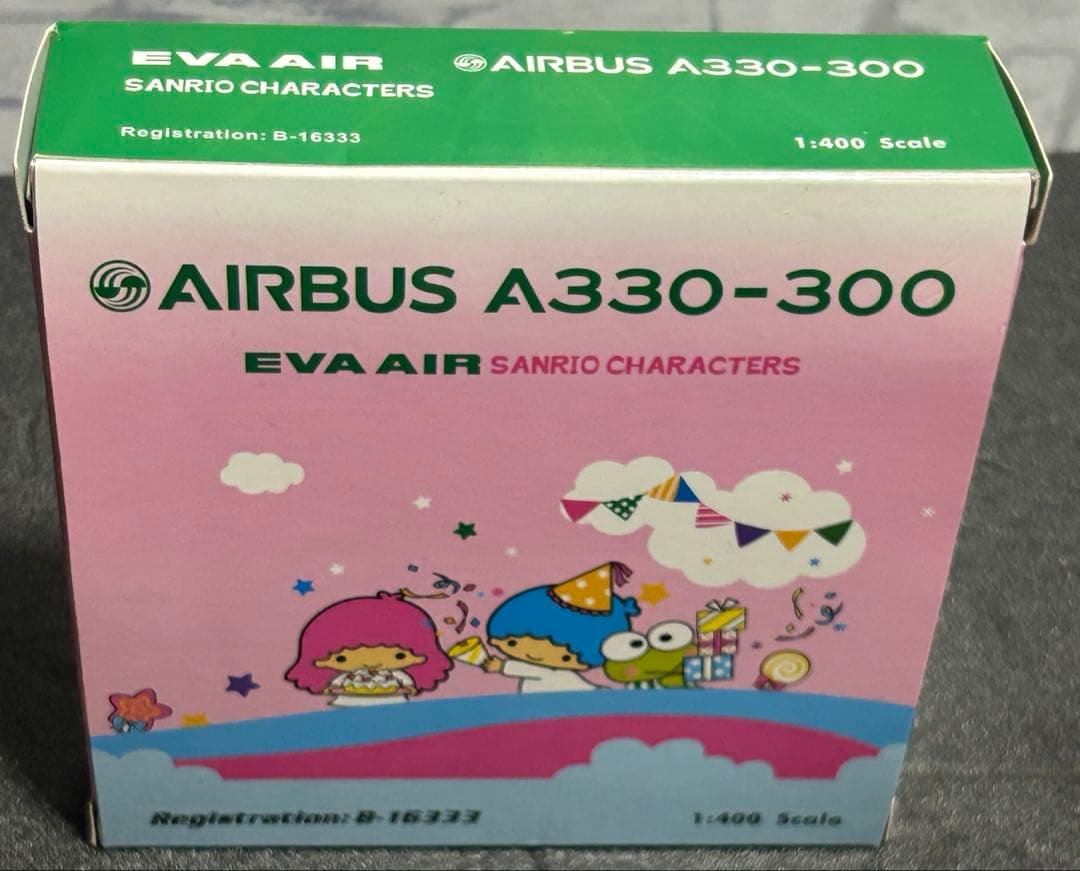 EVA AIR AIRBUS A330-300
SANRIO CHARACTERS
Registration: B-16333 1:400 Scale
AIRBUS A330-300
EVA AIR SANRIO CHARACTERS
Registration: B-16333 1:400 Scale